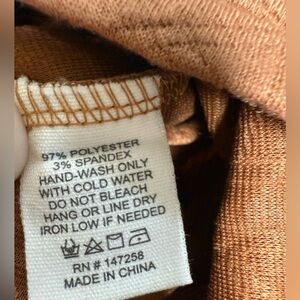 97% POLYESTER
3% SPANDEX
HAND-WASH ONLY
WITH COLD WATER
DO NOT BLEACH
HANG OR LINE DRY
IRON LOW IF NEEDED
RN # 147258
MADE IN CHINA